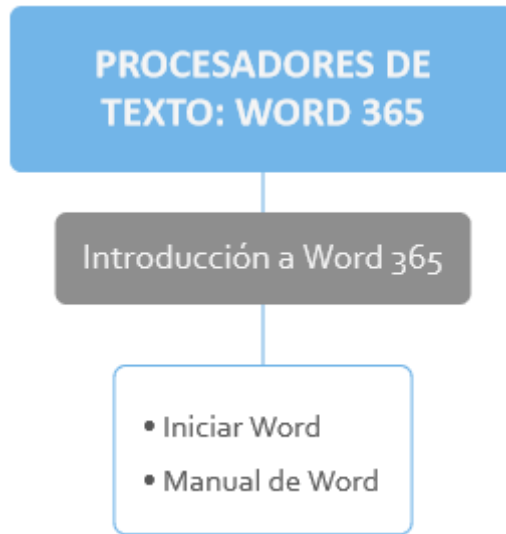 PROCESADORES DE
TEXTO: WORD 365
Introducción a Word 365
• Iniciar Word
• Manual de Word